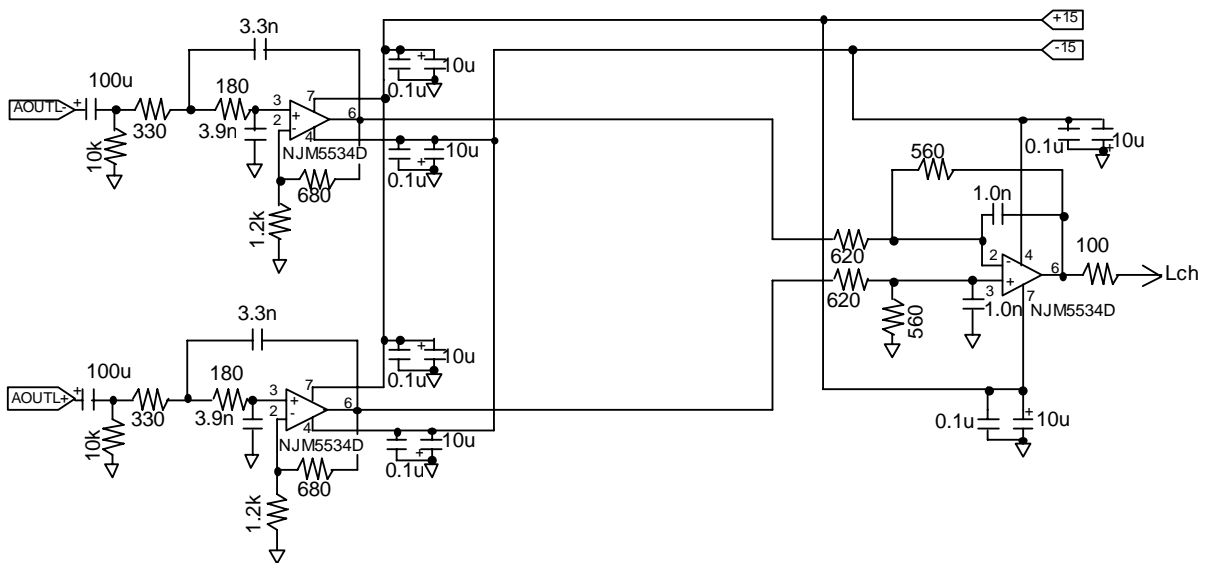 +15
-15
3.3n
100u
180
7
+
10u
0.1u
AOUTL-
+
330
3
+
2
-
4
6
3.9n
10k
NJM5534D
680
1.2k
10u
0.1u
+
0.1u
10u
+
560
1.0n
620
2
-
4
6
100
Lch
620
3
+
7
1.0n
NJM5534D
560
3.3n
100u
180
7
+
10u
0.1u
AOUTL+
+
330
3
+
2
-
4
6
3.9n
10k
NJM5534D
680
1.2k
10u
0.1u
+
0.1u
+
10u